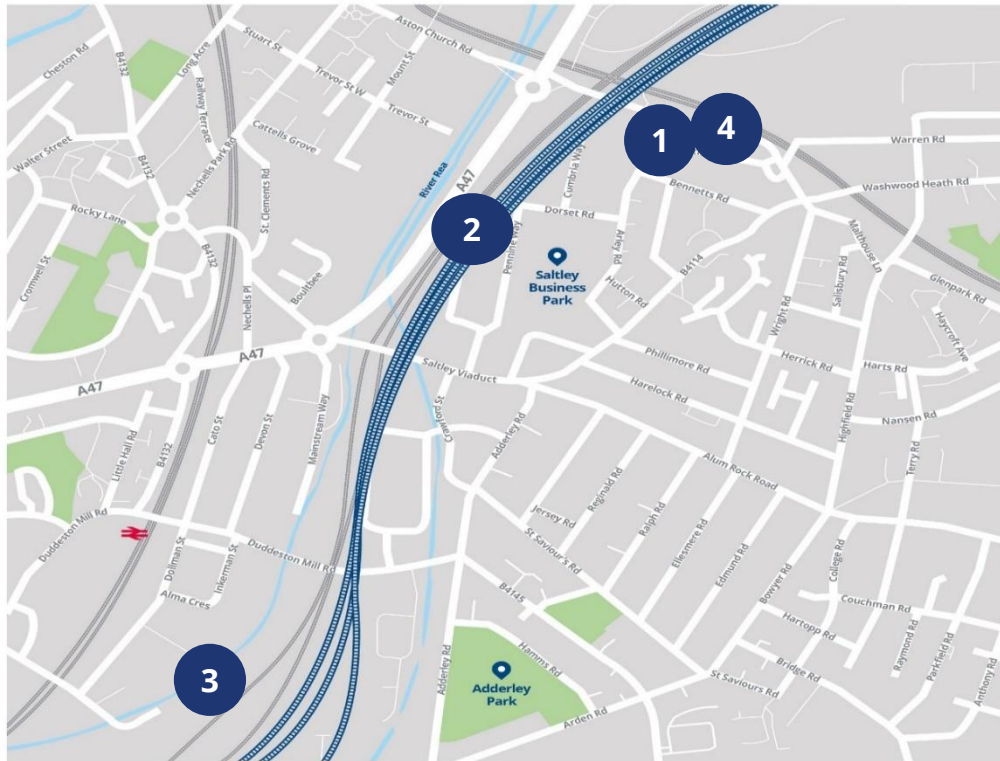 Aston Church Rd
Stuart St
Long Acre
Cheston Rd
B4132
Mount St
Trevor St W
Railway Terrace
Trevor St
Cattells Grove
Walter Street
Nechells Park Rd
B4132
River Rea
A47
1
4
Warren Rd
Cumbria Way
Bennetts Rd
Washwood Heath Rd
Rocky Lane
St. Clements Rd
2
Dorset Rd
Pennine Way
Arley Rd
Malthouse Ln
B4132
Cromwell St
Boultbee
Nechells Pl
Saltley
Business
Park
B4114
Hutton Rd
Salisbury Rd
Glenpark Rd
Wright Rd
Haycroft Ave
A47
A47
Saltley Viaduct
Phillimore Rd
Herrick Rd
Harts Rd
Harelock Rd
Highfield Rd
Nansen Rd
Crawford St
Adderley Rd
Mainstream Way
Devon St
Cato St
Little Hall Rd
B4132
Terry Rd
Alum Rock Road
Reginald Rd
Jersey Rd
Ralph Rd
Ellesmere Rd
Edmund Rd
Duddeston Mill Rd
Duddeston Mill Rd
Dollman St
Inkerman St
St Saviour's Rd
College Rd
Bowyer Rd
Alma Cres
B4145
Couchman Rd
Hartopp Rd
Raymond Rd
Parkfield Rd
Anthony Rd
3
Adderley Rd
Hamms Rd
Adderley
Park
Bridge Rd
St Saviours Rd
Arden Rd